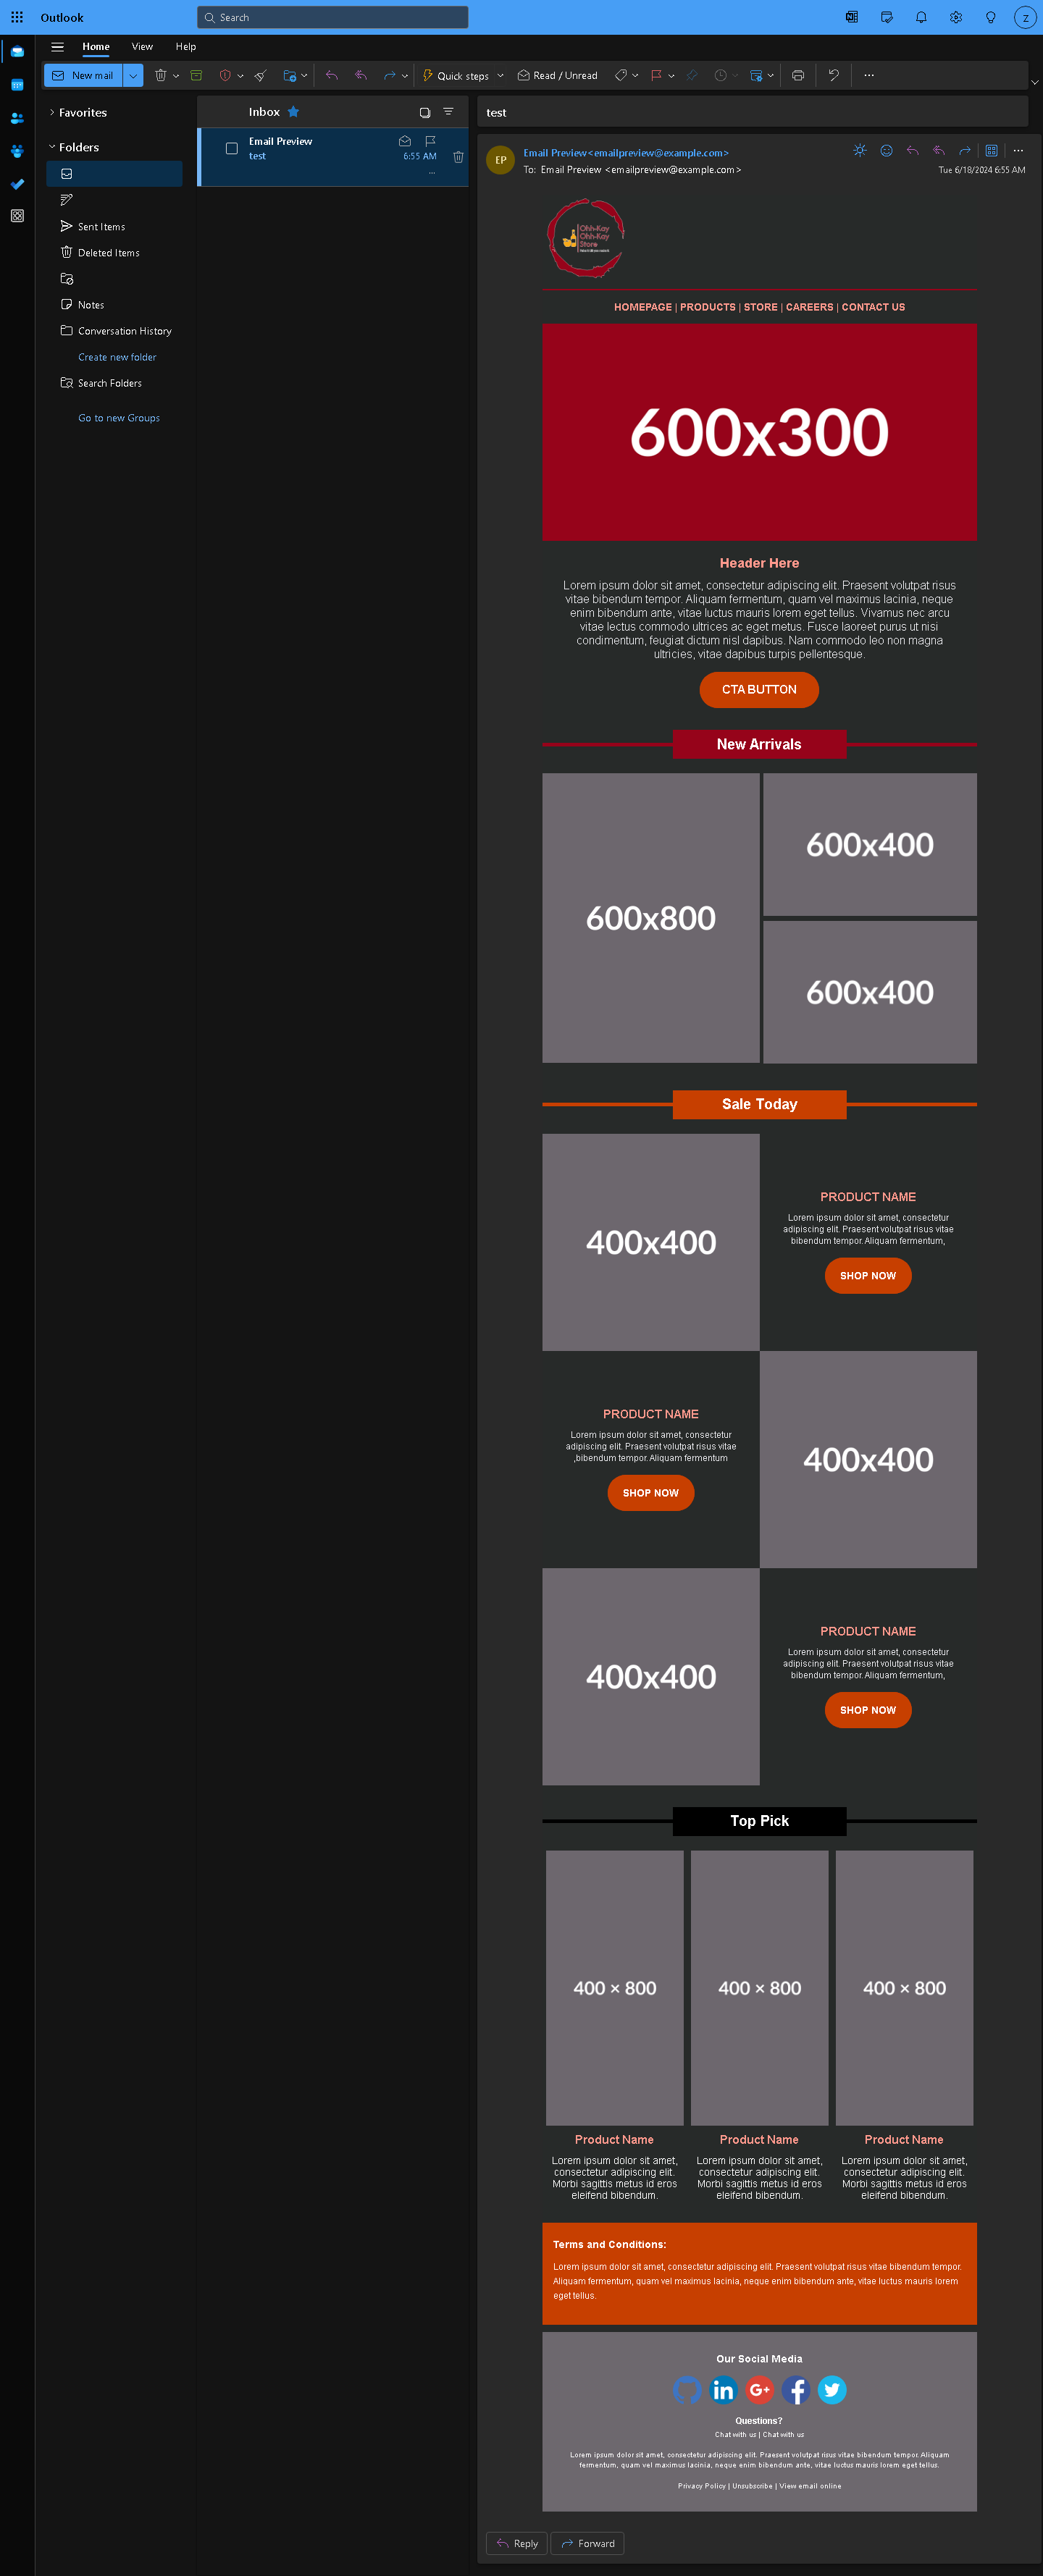 Outlook
Search
Z
Home View Help
New mail
Quick steps
Read / Unread
Favorites
Folders
Sent Items
Deleted Items
Notes
Conversation History
Create new folder
Search Folders
Go to new Groups
Inbox
Email Preview
test
6:55 AM
...
test
EP
Email Preview<emailpreview@example.com>
To: Email Preview <emailpreview@example.com>
Tue 6/18/2024 6:55 AM
Ohh-Kay
Ohh-Kay
Store
HOMEPAGE | PRODUCTS | STORE | CAREERS | CONTACT US
600x300
Header Here
Lorem ipsum dolor sit amet, consectetur adipiscing elit. Praesent volutpat risus
vitae bibendum tempor. Aliquam fermentum, quam vel maximus lacinia, neque
enim bibendum ante, vitae luctus mauris lorem eget tellus. Vivamus nec arcu
vitae lectus commodo ultrices ac eget metus. Fusce laoreet purus ut nisi
condimentum, feugiat dictum nisl dapibus. Nam commodo leo non magna
ultricies, vitae dapibus turpis pellentesque.
CTA BUTTON
New Arrivals
600x800
600x400
600x400
Sale Today
400x400
PRODUCT NAME
Lorem ipsum dolor sit amet, consectetur
adipiscing elit. Praesent volutpat risus vitae
bibendum tempor. Aliquam fermentum,
SHOP NOW
PRODUCT NAME
Lorem ipsum dolor sit amet, consectetur
adipiscing elit. Praesent volutpat risus vitae
,bibendum tempor. Aliquam fermentum
SHOP NOW
400x400
400x400
PRODUCT NAME
Lorem ipsum dolor sit amet, consectetur
adipiscing elit. Praesent volutpat risus vitae
bibendum tempor. Aliquam fermentum,
SHOP NOW
Top Pick
400 × 800
400 × 800
400 × 800
Product Name
Lorem ipsum dolor sit amet,
consectetur adipiscing elit.
Morbi sagittis metus id eros
eleifend bibendum.
Product Name
Lorem ipsum dolor sit amet,
consectetur adipiscing elit.
Morbi sagittis metus id eros
eleifend bibendum.
Product Name
Lorem ipsum dolor sit amet,
consectetur adipiscing elit.
Morbi sagittis metus id eros
eleifend bibendum.
Terms and Conditions:
Lorem ipsum dolor sit amet, consectetur adipiscing elit. Praesent volutpat risus vitae bibendum tempor.
Aliquam fermentum, quam vel maximus lacinia, neque enim bibendum ante, vitae luctus mauris lorem
eget tellus.
Our Social Media
in G+ f
Questions?
Chat with us | Chat with us
Lorem ipsum dolor sit amet, consectetur adipiscing elit. Praesent volutpat risus vitae bibendum tempor. Aliquam
fermentum, quam vel maximus lacinia, neque enim bibendum ante, vitae luctus mauris lorem eget tellus.
Privacy Policy | Unsubscribe | View email online
Reply
Forward